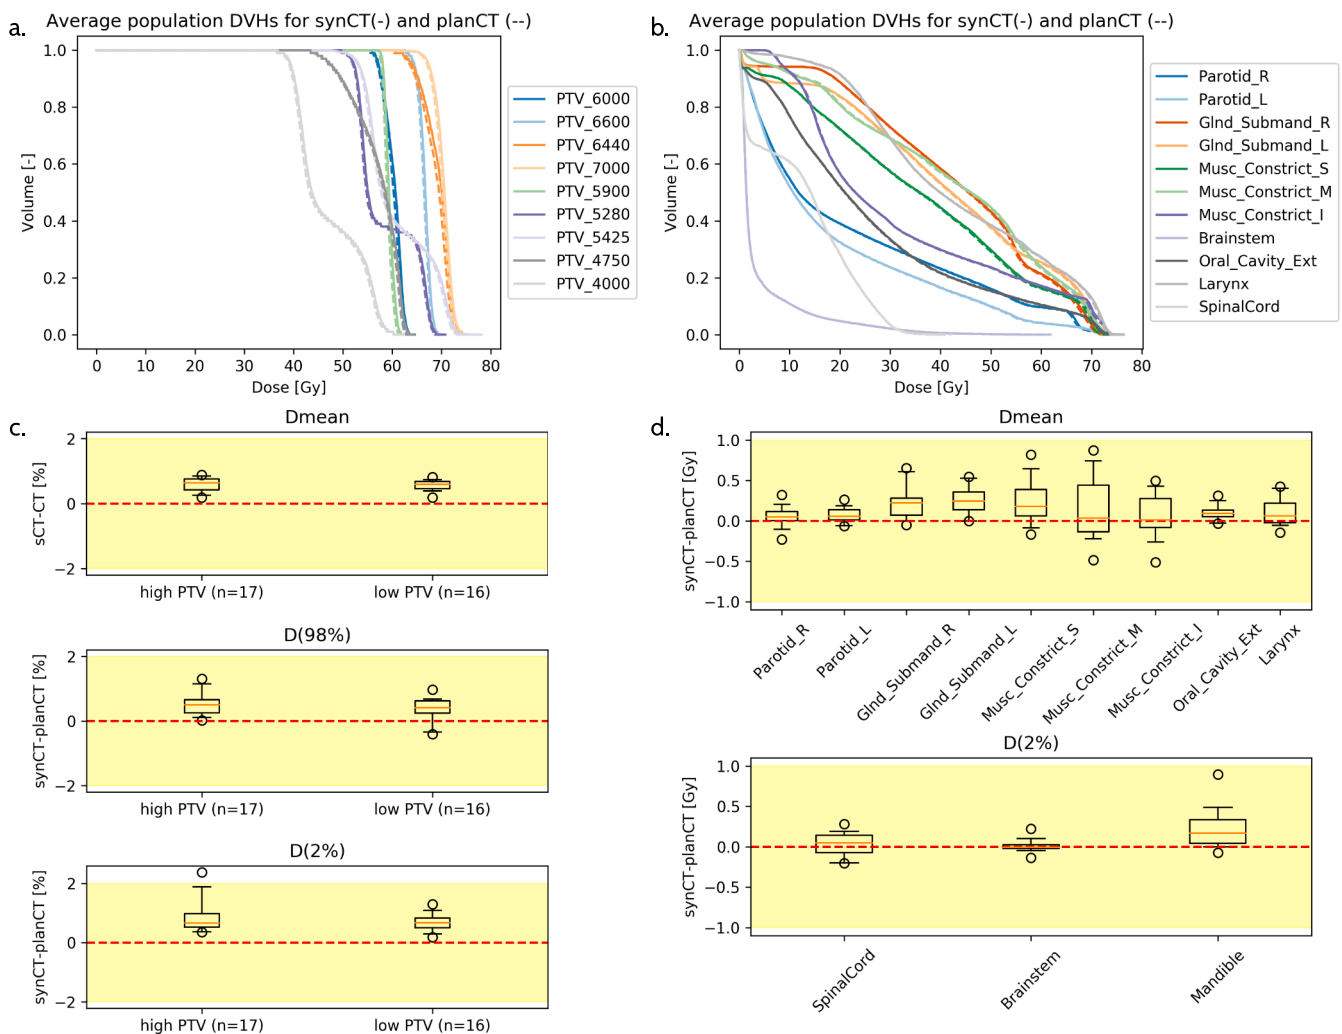 a.
Average population DVHs for synCT(-) and planCT (--)
Volume [-]
1.0
0.8
0.6
0.4
0.2
0.0
0 10 20 30 40 50 60 70 80
Dose [Gy]
PTV_6000
PTV_6600
PTV_6440
PTV_7000
PTV_5900
PTV_5280
PTV_5425
PTV_4750
PTV_4000
b.
Average population DVHs for synCT(-) and planCT (--)
Volume [-]
1.0
0.8
0.6
0.4
0.2
0.0
0 10 20 30 40 50 60 70 80
Dose [Gy]
Parotid_R
Parotid_L
Glnd_Submand_R
Glnd_Submand_L
Musc_Constrict_S
Musc_Constrict_M
Musc_Constrict_I
Brainstem
Oral_Cavity_Ext
Larynx
SpinalCord
c.
Dmean
sCT-CT [%]
2
0
−2
high PTV (n=17) low PTV (n=16)
D(98%)
synCT-planCT [%]
2
0
−2
high PTV (n=17) low PTV (n=16)
D(2%)
synCT-planCT [%]
2
0
−2
high PTV (n=17) low PTV (n=16)
d.
Dmean
synCT-planCT [Gy]
1.0
0.5
0.0
−0.5
−1.0
Parotid_R
Parotid_L
Glnd_Submand_R
Glnd_Submand_L
Musc_Constrict_S
Musc_Constrict_M
Musc_Constrict_I
Oral_Cavity_Ext
Larynx
D(2%)
synCT-planCT [Gy]
1.0
0.5
0.0
−0.5
−1.0
SpinalCord
Brainstem
Mandible